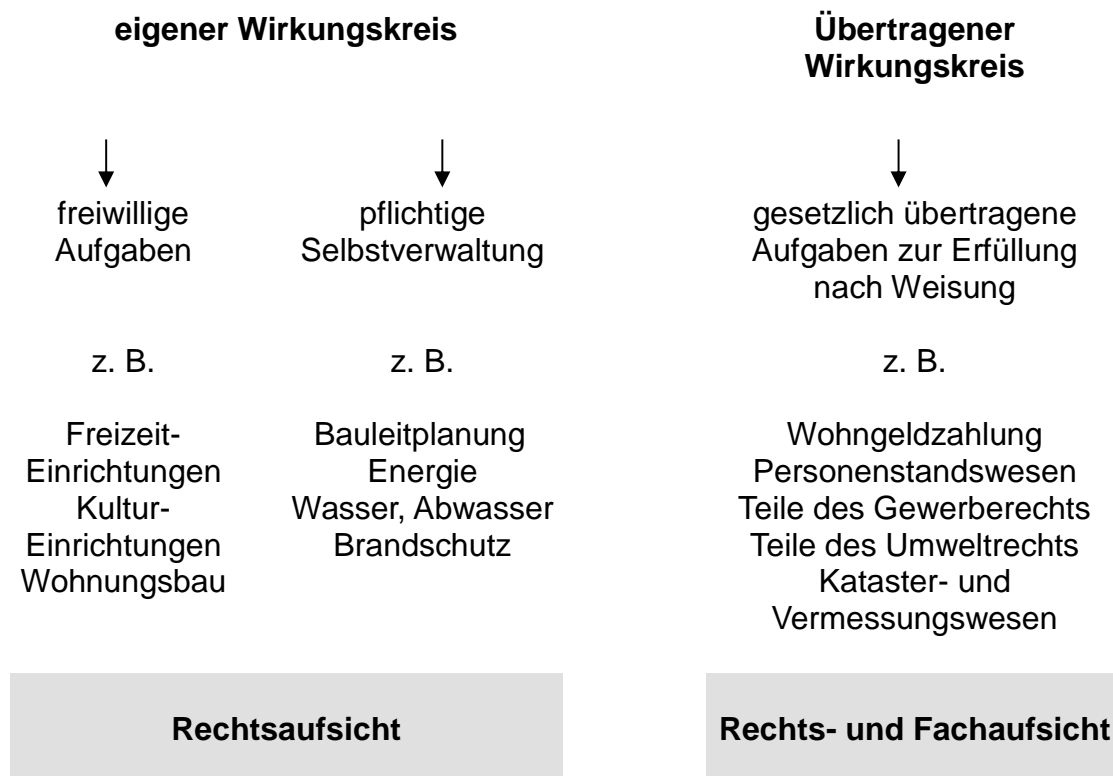 eigener Wirkungskreis
Übertragener
Wirkungskreis
freiwillige
Aufgaben
pflichtige
Selbstverwaltung
gesetzlich übertragene
Aufgaben zur Erfüllung
nach Weisung
z. B.
z. B.
z. B.
Freizeit-
Einrichtungen
Kultur-
Einrichtungen
Wohnungsbau
Bauleitplanung
Energie
Wasser, Abwasser
Brandschutz
Wohngeldzahlung
Personenstandswesen
Teile des Gewerberechts
Teile des Umweltrechts
Kataster- und
Vermessungswesen
Rechtsaufsicht
Rechts- und Fachaufsicht